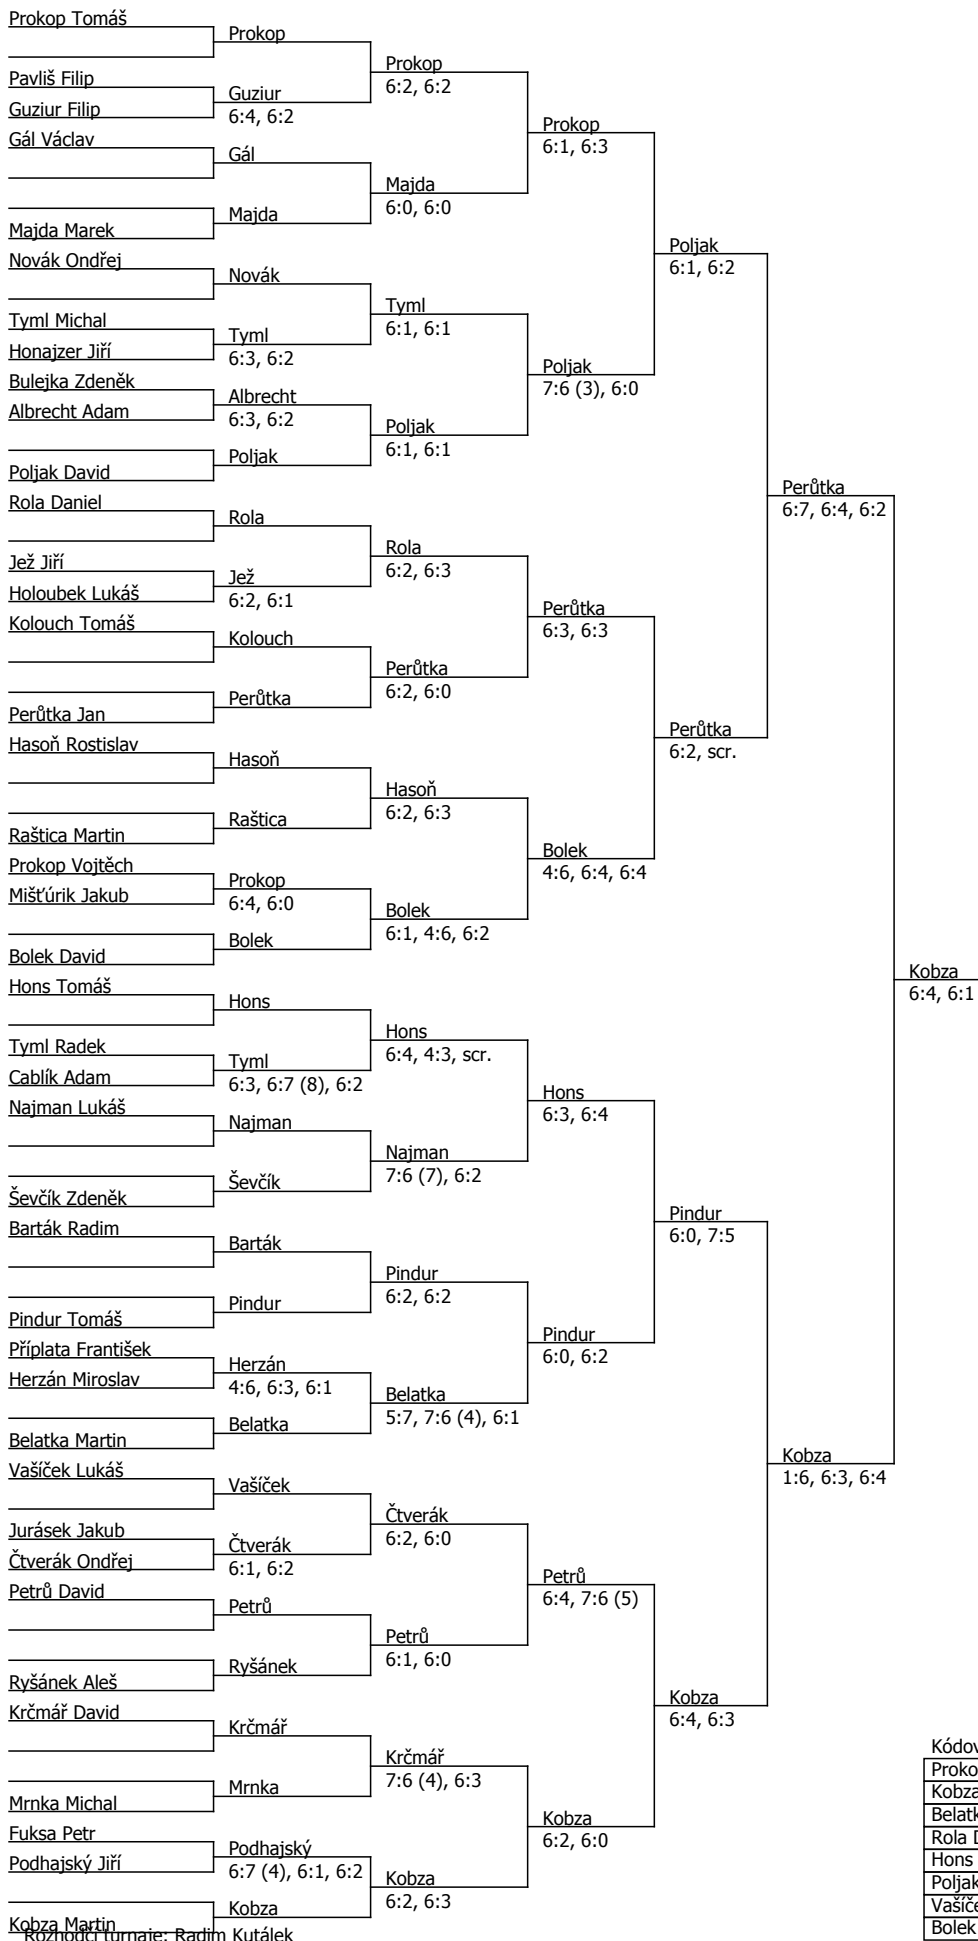 Prokop Tomáš
Prokop
Prokop
6:2, 6:2
Pavliš Filip
Guziur Filip
Guziur
6:4, 6:2
Prokop
6:1, 6:3
Gál Václav
Gál
Majda
6:0, 6:0
Majda Marek
Majda
Poljak
6:1, 6:2
Novák Ondřej
Novák
Tyml
6:1, 6:1
Tyml Michal
Honajzer Jiří
Tyml
6:3, 6:2
Poljak
7:6 (3), 6:0
Bulejka Zdeněk
Albrecht Adam
Albrecht
6:3, 6:2
Poljak
6:1, 6:1
Poljak David
Poljak
Perůtka
6:7, 6:4, 6:2
Rola Daniel
Rola
Rola
6:2, 6:3
Jež Jiří
Holoubek Lukáš
Jež
6:2, 6:1
Perůtka
6:3, 6:3
Kolouch Tomáš
Kolouch
Perůtka
6:2, 6:0
Perůtka Jan
Perůtka
Perůtka
6:2, scr.
Hasoň Rostislav
Hasoň
Hasoň
6:2, 6:3
Raštica Martin
Raštica
Bolek
4:6, 6:4, 6:4
Prokop Vojtěch
Mišťúrik Jakub
Prokop
6:4, 6:0
Bolek
6:1, 4:6, 6:2
Bolek David
Bolek
Kobza
6:4, 6:1
Hons Tomáš
Hons
Hons
6:4, 4:3, scr.
Tyml Radek
Cablík Adam
Tyml
6:3, 6:7 (8), 6:2
Hons
6:3, 6:4
Najman Lukáš
Najman
Najman
7:6 (7), 6:2
Ševčík Zdeněk
Ševčík
Pindur
6:0, 7:5
Barták Radim
Barták
Pindur
6:2, 6:2
Pindur Tomáš
Pindur
Pindur
6:0, 6:2
Příplata František
Herzán Miroslav
Herzán
4:6, 6:3, 6:1
Belatka
5:7, 7:6 (4), 6:1
Belatka Martin
Belatka
Kobza
1:6, 6:3, 6:4
Vašíček Lukáš
Vašíček
Čtverák
6:2, 6:0
Jurásek Jakub
Čtverák Ondřej
Čtverák
6:1, 6:2
Petrů
6:4, 7:6 (5)
Petrů David
Petrů
Petrů
6:1, 6:0
Ryšánek Aleš
Ryšánek
Kobza
6:4, 6:3
Krčmář David
Krčmář
Krčmář
7:6 (4), 6:3
Mrnka Michal
Mrnka
Kobza
6:2, 6:0
Fuksa Petr
Podhajský Jiří
Podhajský
6:7 (4), 6:1, 6:2
Kobza
6:2, 6:3
Kobza Martin
Kobza
Rozhodčí turnaje: Radim Kutálek
Kódov
Proko
Kobza
Belatk
Rola D
Hons
Poljak
Vašíče
Bolek